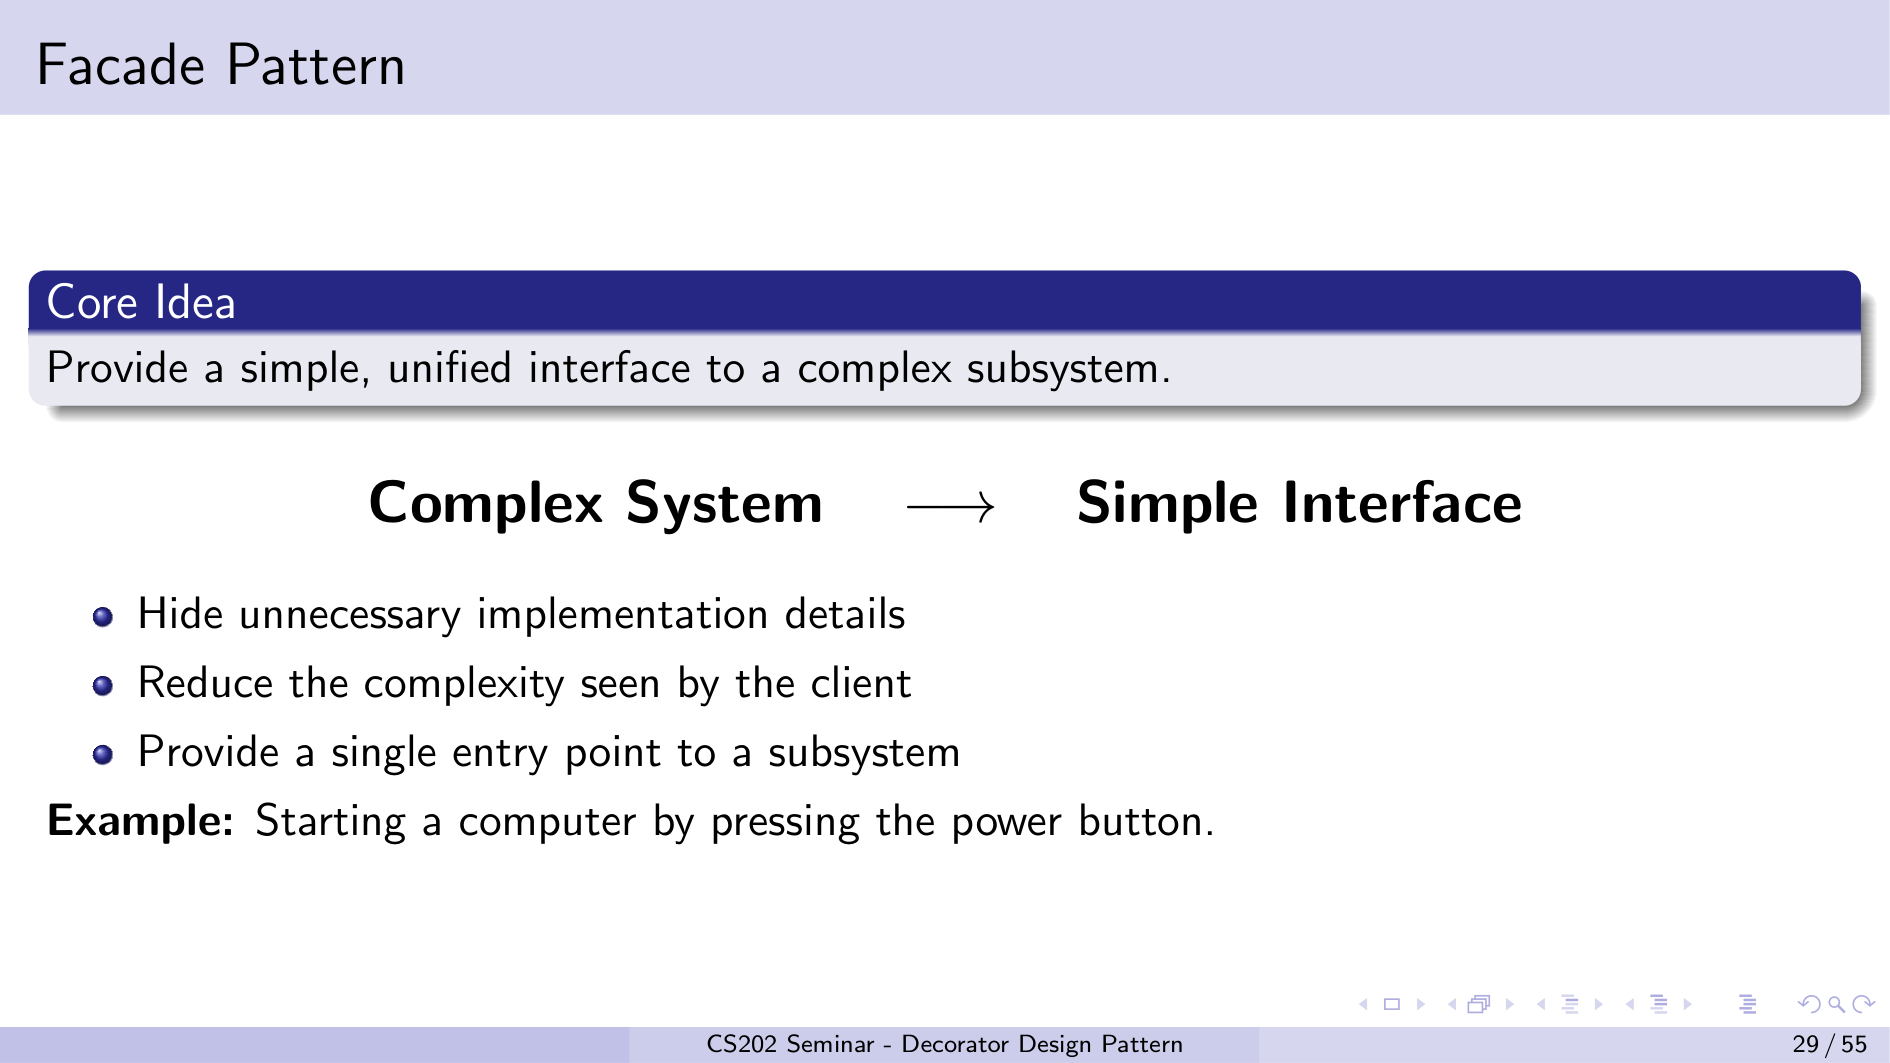 Facade Pattern
Core Idea
Provide a simple, unified interface to a complex subsystem.
Complex System ⟶ Simple Interface
Hide unnecessary implementation details
Reduce the complexity seen by the client
Provide a single entry point to a subsystem
Example: Starting a computer by pressing the power button.
CS202 Seminar - Decorator Design Pattern
29 / 55